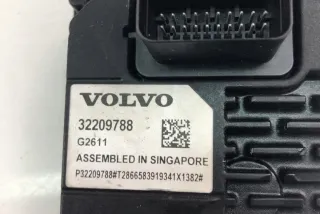 VOLVO
32209788
G2611
ASSEMBLED IN SINGAPORE
P32209788#T2866583919341X1382#